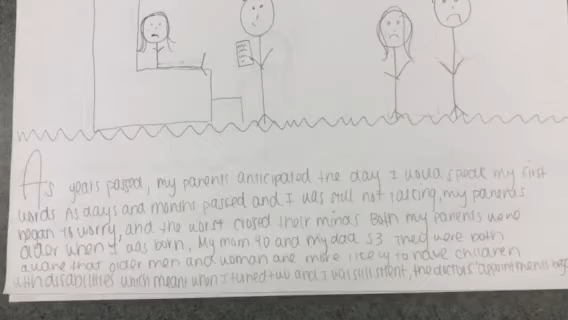 As years passed, my parents anticipated the day I would speak my first
words As days and months passed and I was still not talking, my parents
began to worry, and the worst crosed their minds Both my parents were
older when I was born, My mom 40 and my dad 53 They were both
aware that older men and woman are more likely to have children
with disabilities which meant when I turned two and I was still silent, the doctors' appointments